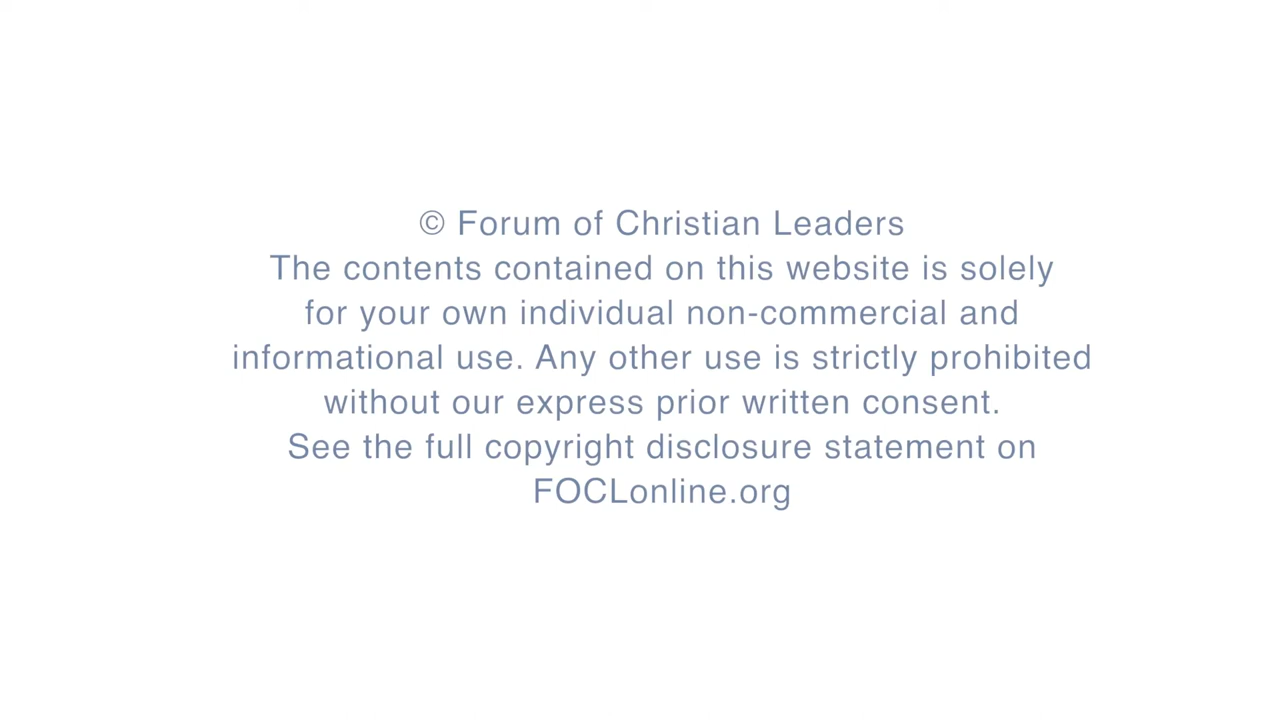 © Forum of Christian Leaders
The contents contained on this website is solely
for your own individual non-commercial and
informational use. Any other use is strictly prohibited
without our express prior written consent.
See the full copyright disclosure statement on
FOCLonline.org